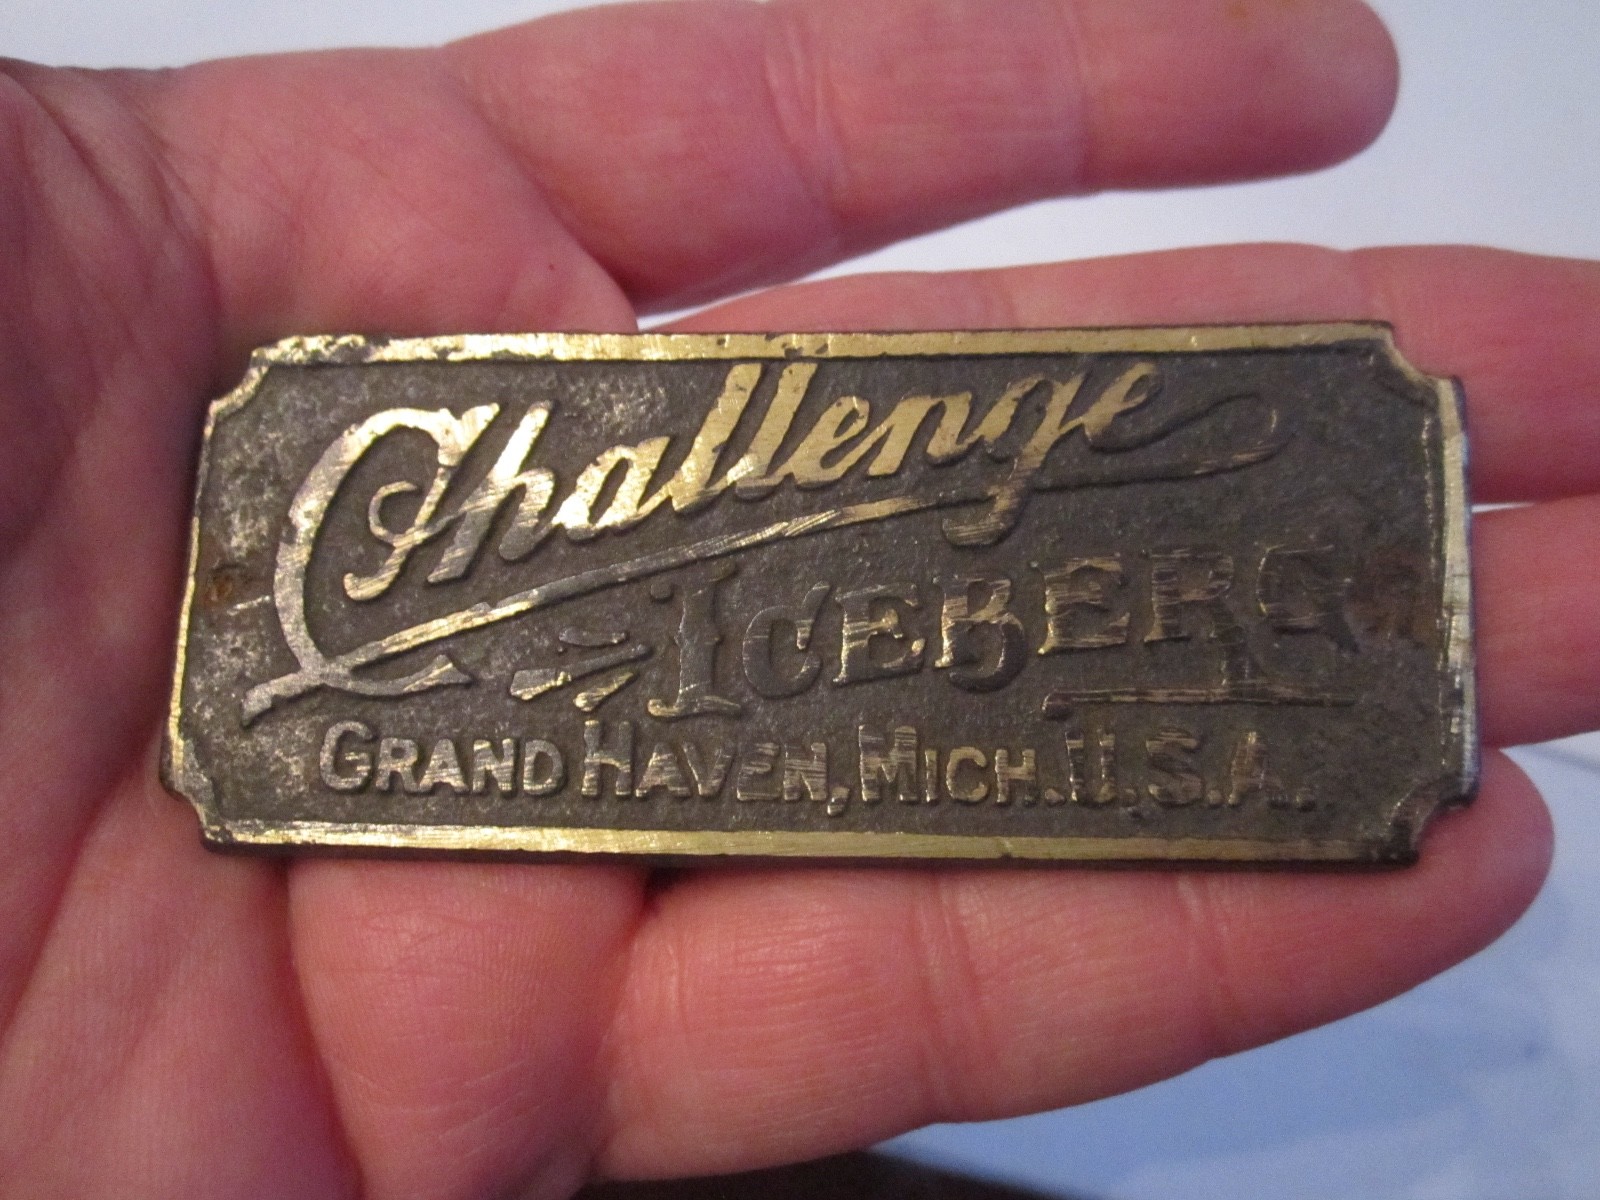 Challenge
ICEBERG
GRAND HAVEN, MICH. U.S.A.